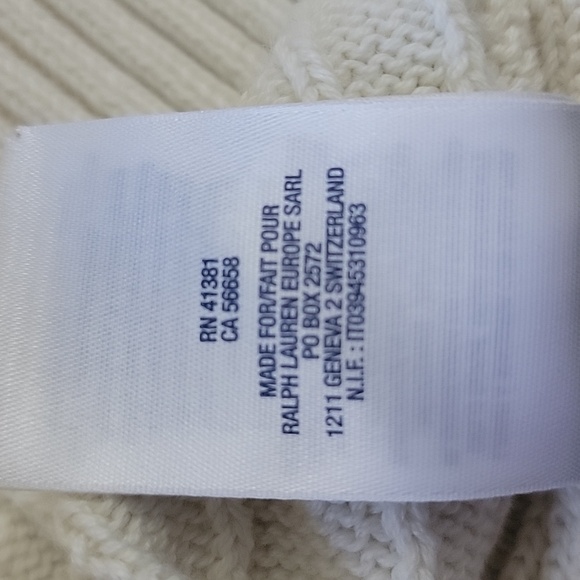 RN 41381
CA 56658
MADE FOR/FAIT POUR
RALPH LAUREN EUROPE SARL
PO BOX 2572
1211 GENEVA 2 SWITZERLAND
N.I.F. : IT03945310963